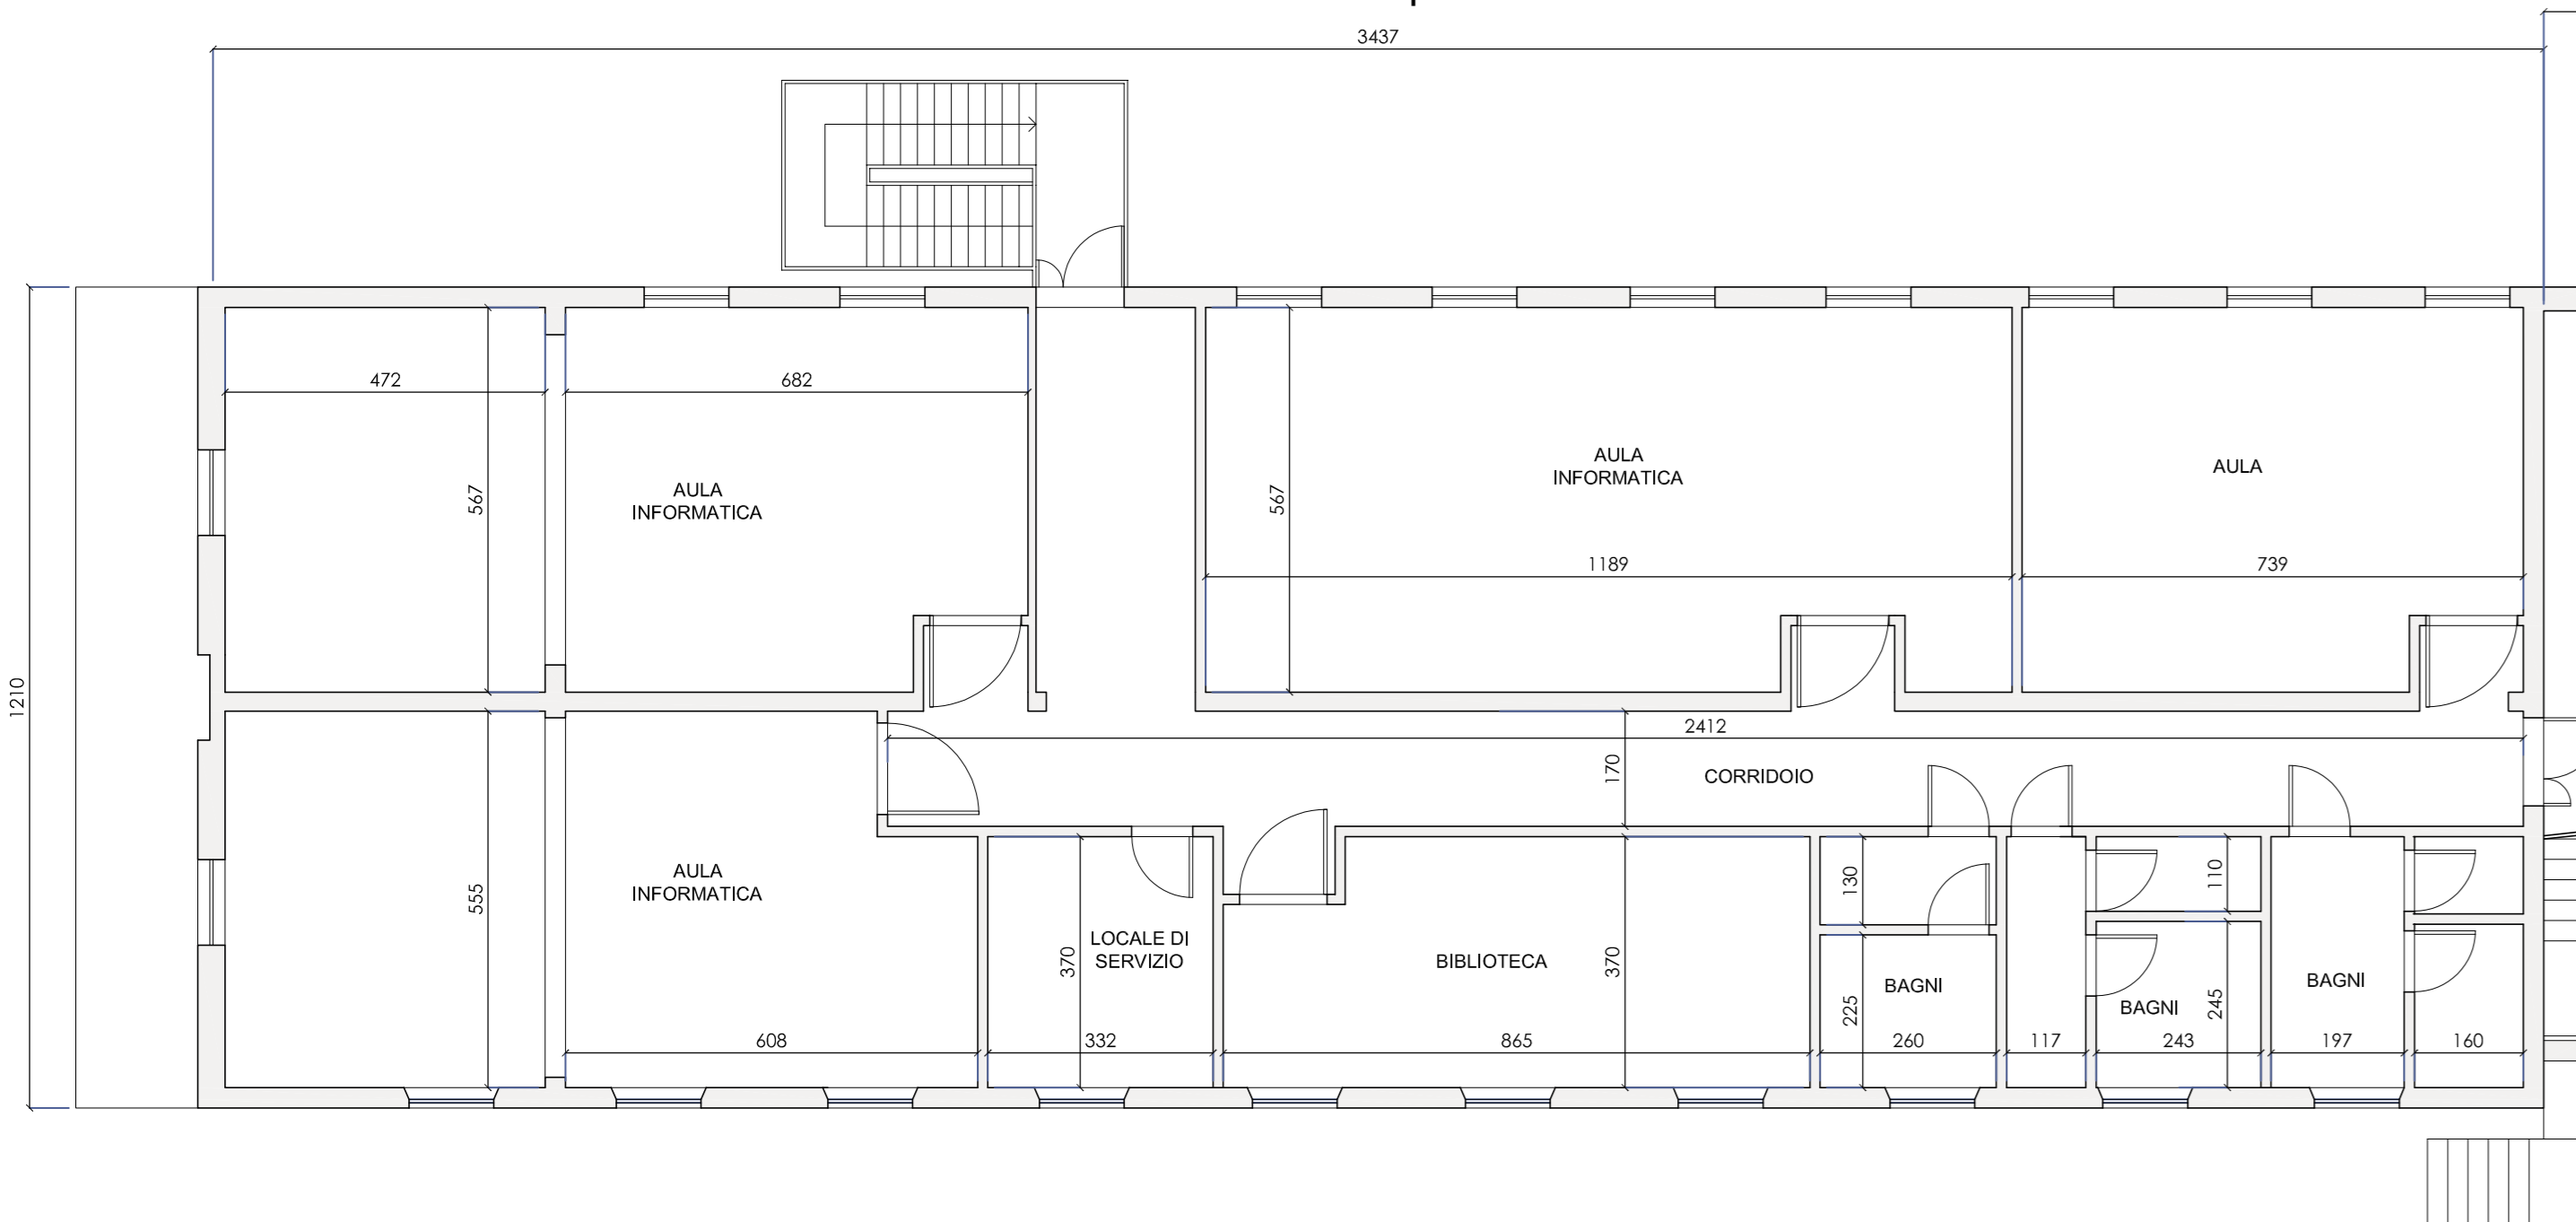 3437
472
682
567
AULA
INFORMATICA
567
AULA
INFORMATICA
1189
AULA
739
1210
2412
170
CORRIDOIO
555
AULA
INFORMATICA
608
370
LOCALE DI
SERVIZIO
332
BIBLIOTECA
370
865
130
225
BAGNI
260
117
110
BAGNI
245
243
BAGNI
197
160